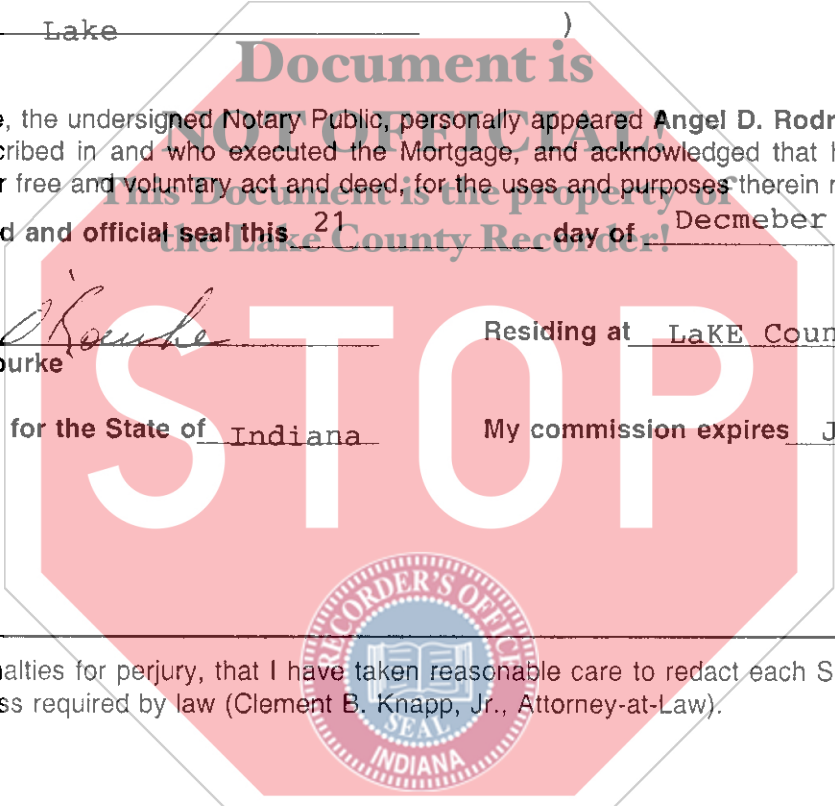 Lake )
Document is
NOT OFFICIAL!
, the undersigned Notary Public, personally appeared Angel D. Rodr
cribed in and who executed the Mortgage, and acknowledged that
This Document is the property of
r free and voluntary act and deed, for the uses and purposes therein
d and official seal this 21 day of Decmeber
the Lake County Recorder!
O'Rourke Residing at LaKE Coun
ourke
for the State of Indiana My commission expires J
STOP
RECORDER'S OFFICE
alties for perjury, that I have taken reasonable care to redact each S
ss required by law (Clement B. Knapp, Jr., Attorney-at-Law).
SEAL
INDIANA